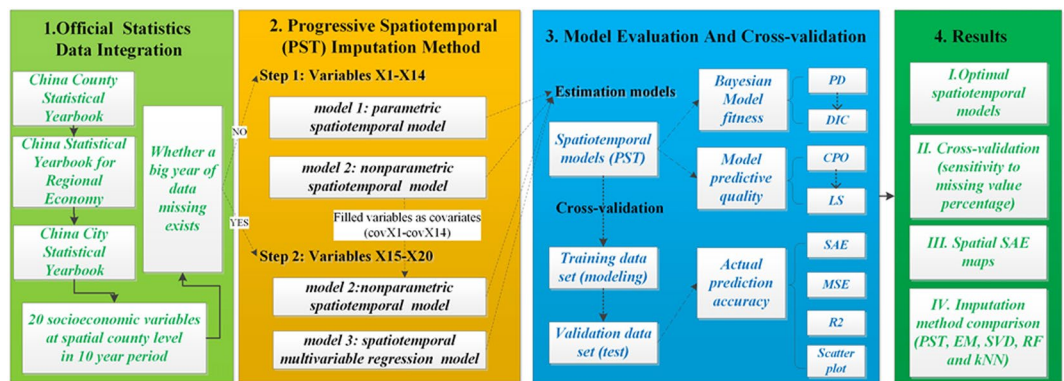 1.Official Statistics
Data Integration
China County
Statistical
Yearbook
China Statistical
Yearbook for
Regional
Economy
China City
Statistical
Yearbook
20 socioeconomic variables
at spatial county level
in 10 year period
Whether a
big year of
data
missing
exists
NO
YES
2. Progressive Spatiotemporal
(PST) Imputation Method
Step 1: Variables X1-X14
model 1: parametric
spatiotemporal model
model 2: nonparametric
spatiotemporal model
Filled variables as covariates
(covX1-covX14)
Step 2: Variables X15-X20
model 2:nonparametric
spatiotemporal model
model 3: spatiotemporal
multivariable regression model
3. Model Evaluation And Cross-validation
Estimation models
Spatiotemporal
models (PST)
Cross-validation
Training data
set (modeling)
Validation data
set (test)
Bayesian
Model
fitness
Model
predictive
quality
Actual
prediction
accuracy
PD
DIC
CPO
LS
SAE
MSE
R2
Scatter
plot
4. Results
I.Optimal
spatiotemporal
models
II. Cross-validation
(sensitivity to
missing value
percentage)
III. Spatial SAE
maps
IV. Imputation
method comparison
(PST, EM, SVD, RF
and kNN)